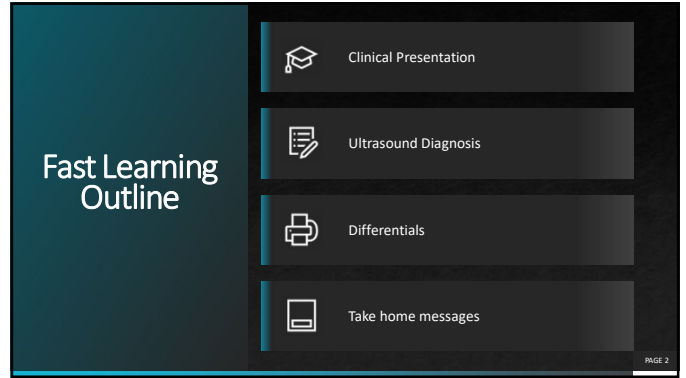 Fast Learning
Outline
Clinical Presentation
Ultrasound Diagnosis
Differentials
Take home messages
PAGE 2